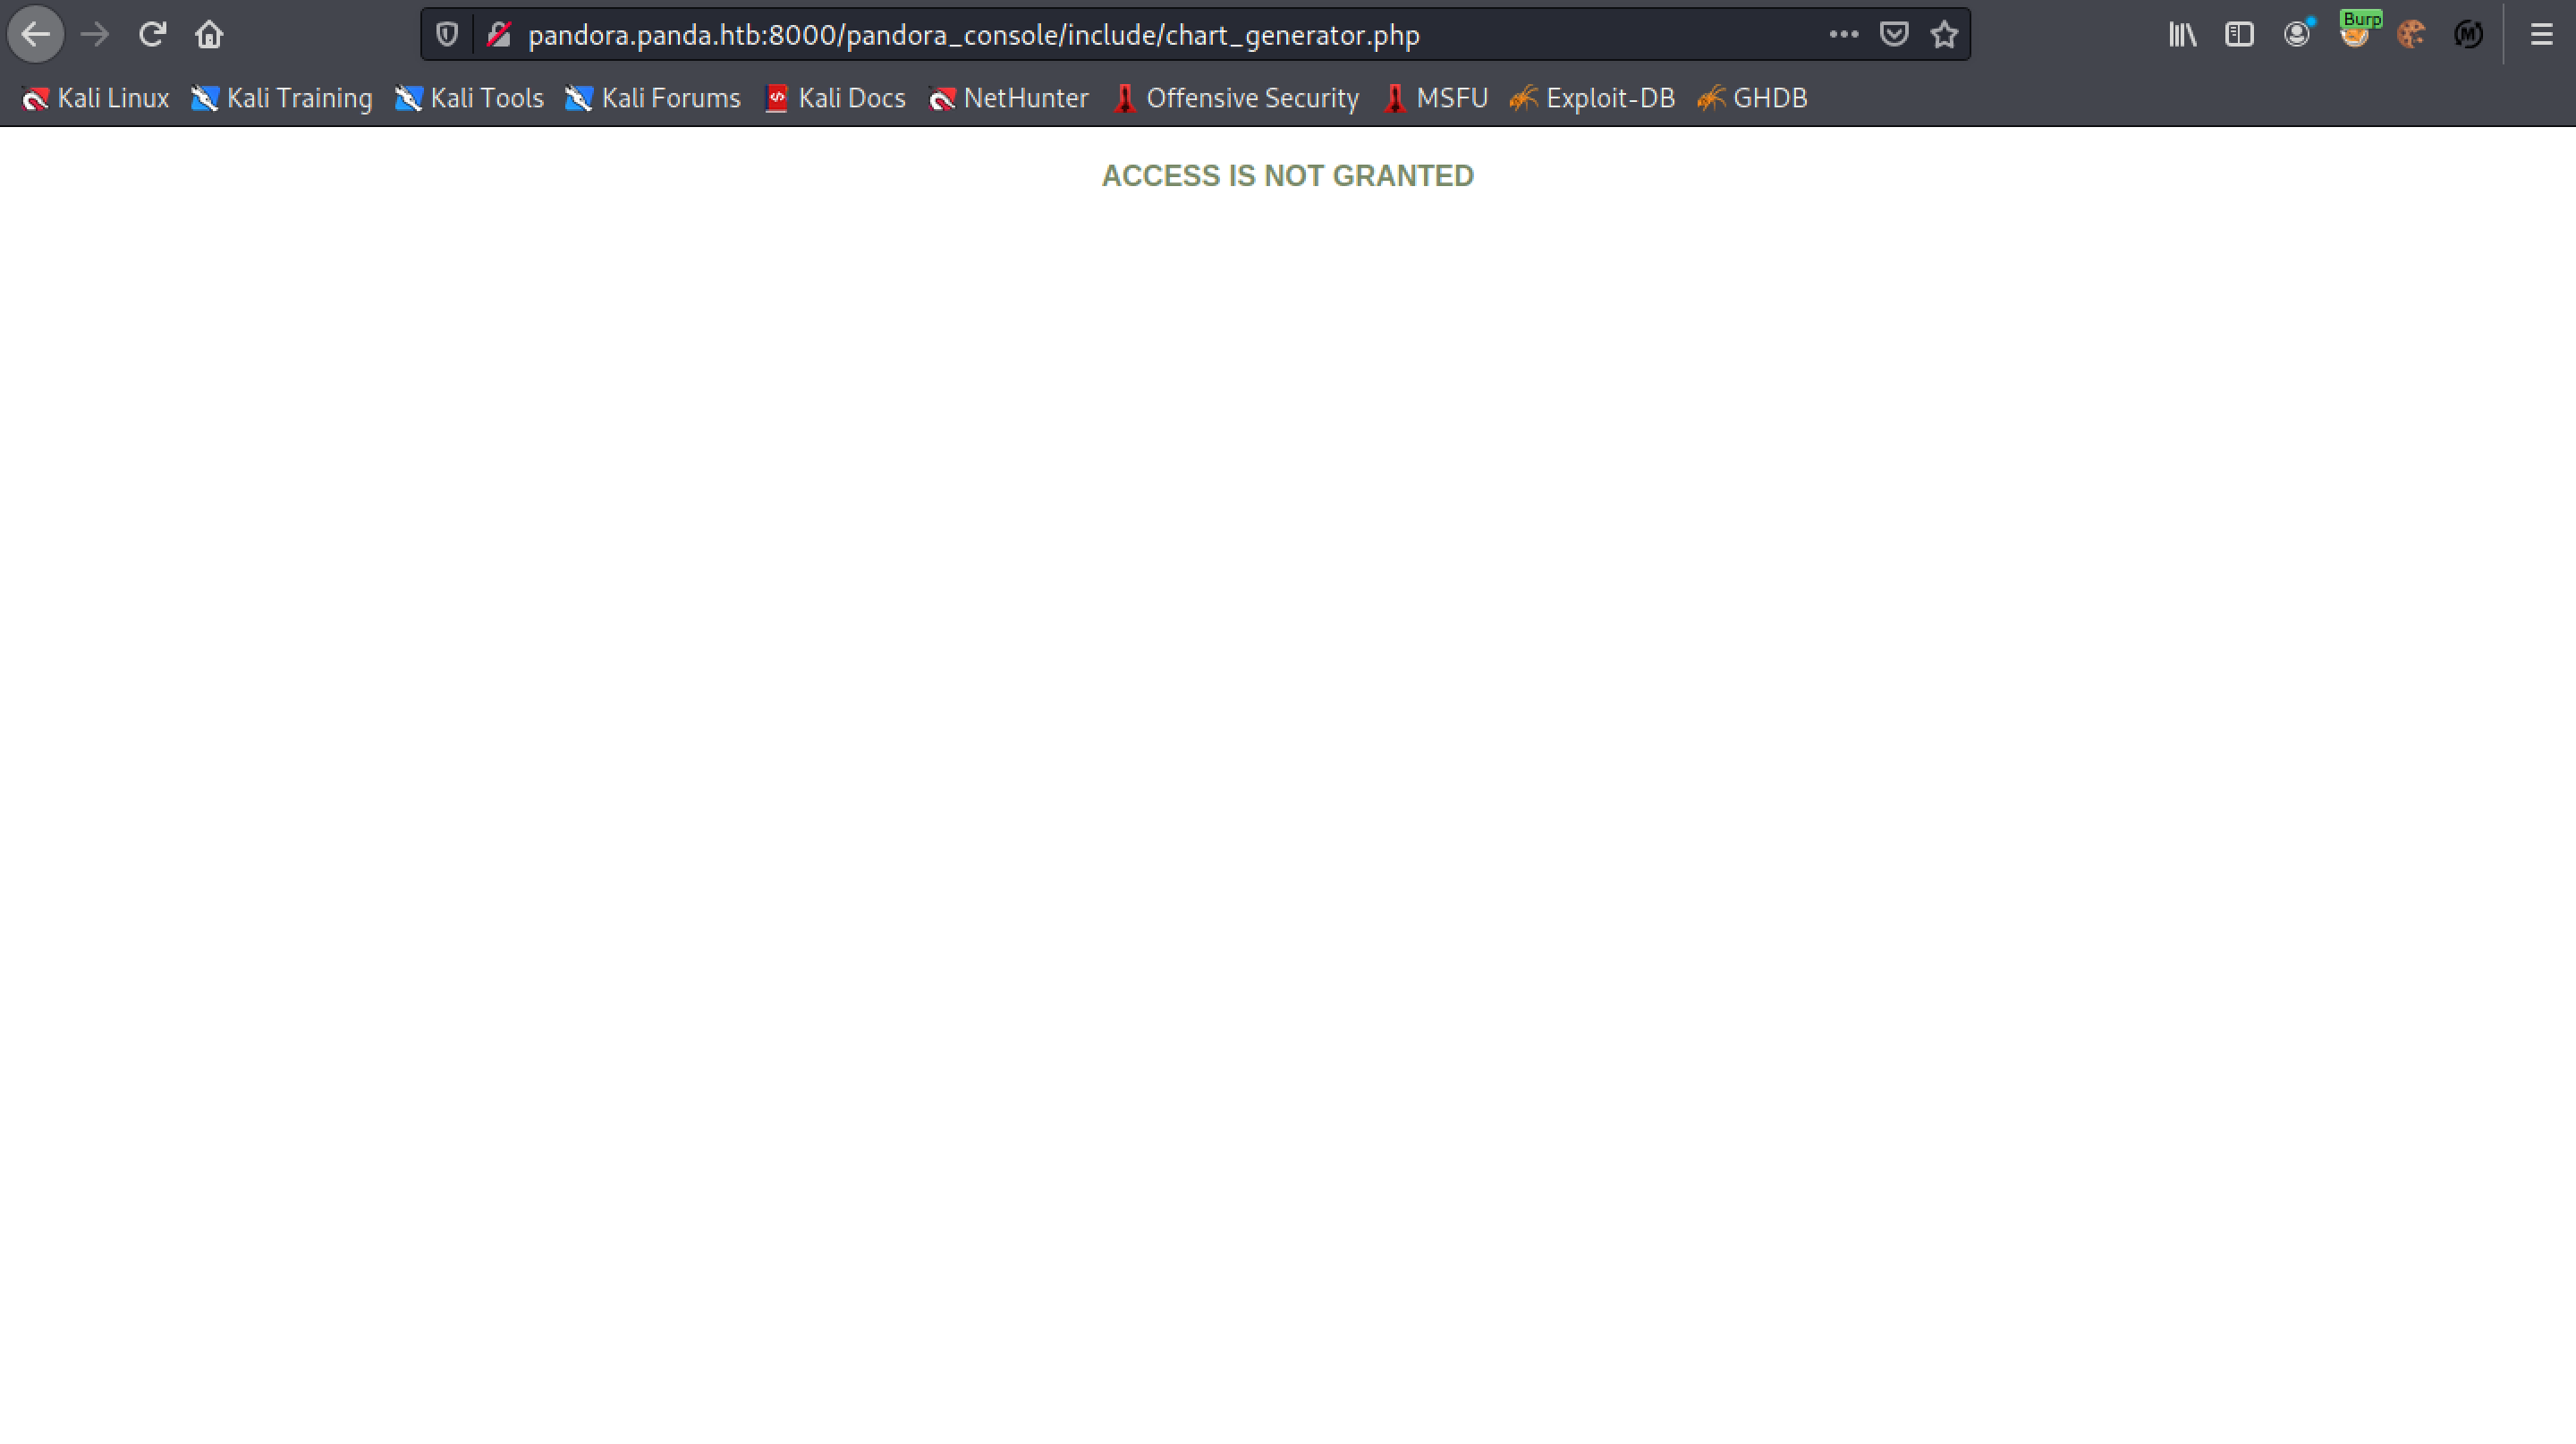 pandora.panda.htb:8000/pandora_console/include/chart_generator.php
Burp
Kali Linux Kali Training Kali Tools Kali Forums Kali Docs NetHunter Offensive Security MSFU Exploit-DB GHDB
ACCESS IS NOT GRANTED